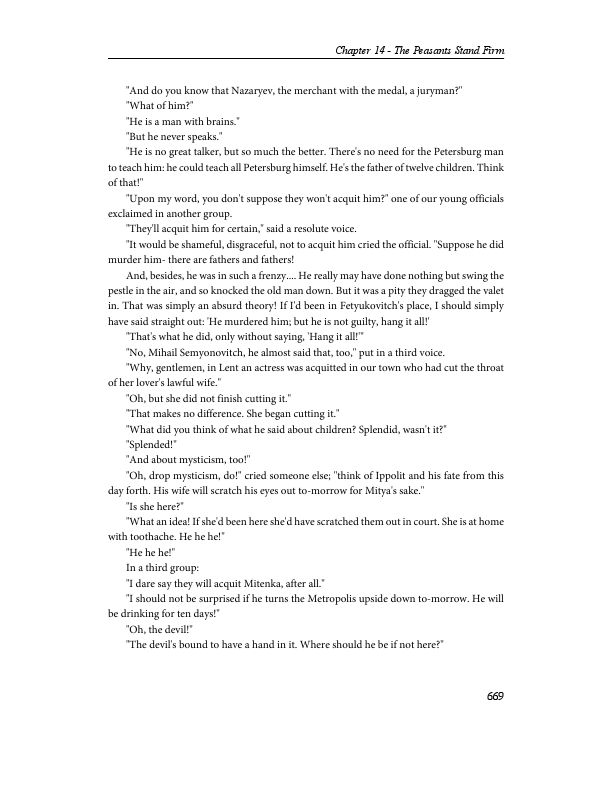 Chapter 14 - The Peasants Stand Firm
"And do you know that Nazaryev, the merchant with the medal, a juryman?"
"What of him?"
"He is a man with brains."
"But he never speaks."
"He is no great talker, but so much the better. There's no need for the Petersburg man
to teach him: he could teach all Petersburg himself. He's the father of twelve children. Think
of that!"
"Upon my word, you don't suppose they won't acquit him?" one of our young officials
exclaimed in another group.
"They'll acquit him for certain," said a resolute voice.
"It would be shameful, disgraceful, not to acquit him cried the official. "Suppose he did
murder him- there are fathers and fathers!
And, besides, he was in such a frenzy.... He really may have done nothing but swing the
pestle in the air, and so knocked the old man down. But it was a pity they dragged the valet
in. That was simply an absurd theory! If I'd been in Fetyukovitch's place, I should simply
have said straight out: 'He murdered him; but he is not guilty, hang it all!'
"That's what he did, only without saying, 'Hang it all!'"
"No, Mihail Semyonovitch, he almost said that, too," put in a third voice.
"Why, gentlemen, in Lent an actress was acquitted in our town who had cut the throat
of her lover's lawful wife."
"Oh, but she did not finish cutting it."
"That makes no difference. She began cutting it."
"What did you think of what he said about children? Splendid, wasn't it?"
"Splended!"
"And about mysticism, too!"
"Oh, drop mysticism, do!" cried someone else; "think of Ippolit and his fate from this
day forth. His wife will scratch his eyes out to-morrow for Mitya's sake."
"Is she here?"
"What an idea! If she'd been here she'd have scratched them out in court. She is at home
with toothache. He he he!"
"He he he!"
In a third group:
"I dare say they will acquit Mitenka, after all."
"I should not be surprised if he turns the Metropolis upside down to-morrow. He will
be drinking for ten days!"
"Oh, the devil!"
"The devil's bound to have a hand in it. Where should he be if not here?"
669